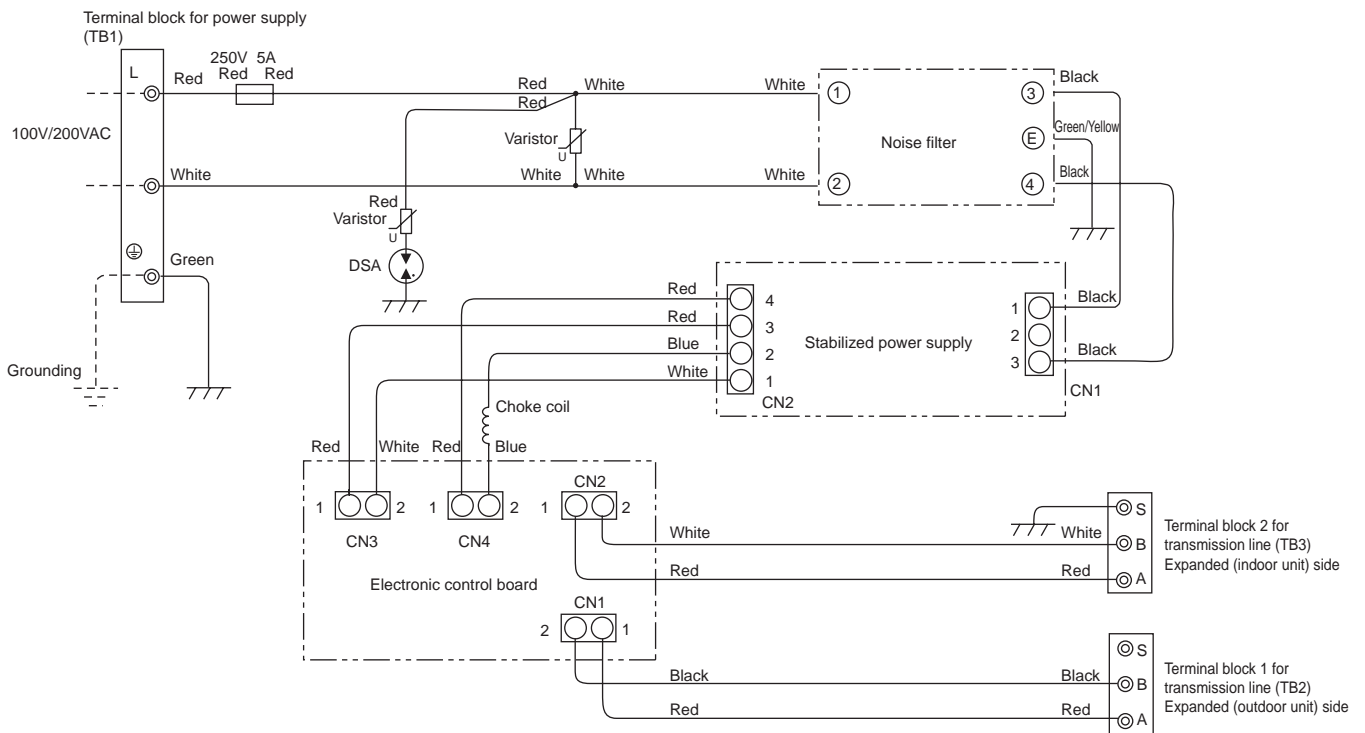 Terminal block for power supply
(TB1)
250V 5A
L
Red
Red
Red
Red
White
White
Black
Red
1
3
100V/200VAC
Varistor
U
Noise filter
Green/Yellow
E
White
White
White
White
Black
2
4
Red
Varistor
U
DSA
Green
Red
4
Black
1
Red
3
Stabilized power supply
2
Blue
2
Black
3
White
1
CN2
CN1
Grounding
Choke coil
Red
White
Red
Blue
CN2
1
2
1
2
1
2
CN3
CN4
White
White
Red
Red
Electronic control board
S
B
A
Terminal block 2 for
transmission line (TB3)
Expanded (indoor unit) side
CN1
2
1
Black
Black
Red
Red
S
B
A
Terminal block 1 for
transmission line (TB2)
Expanded (outdoor unit) side